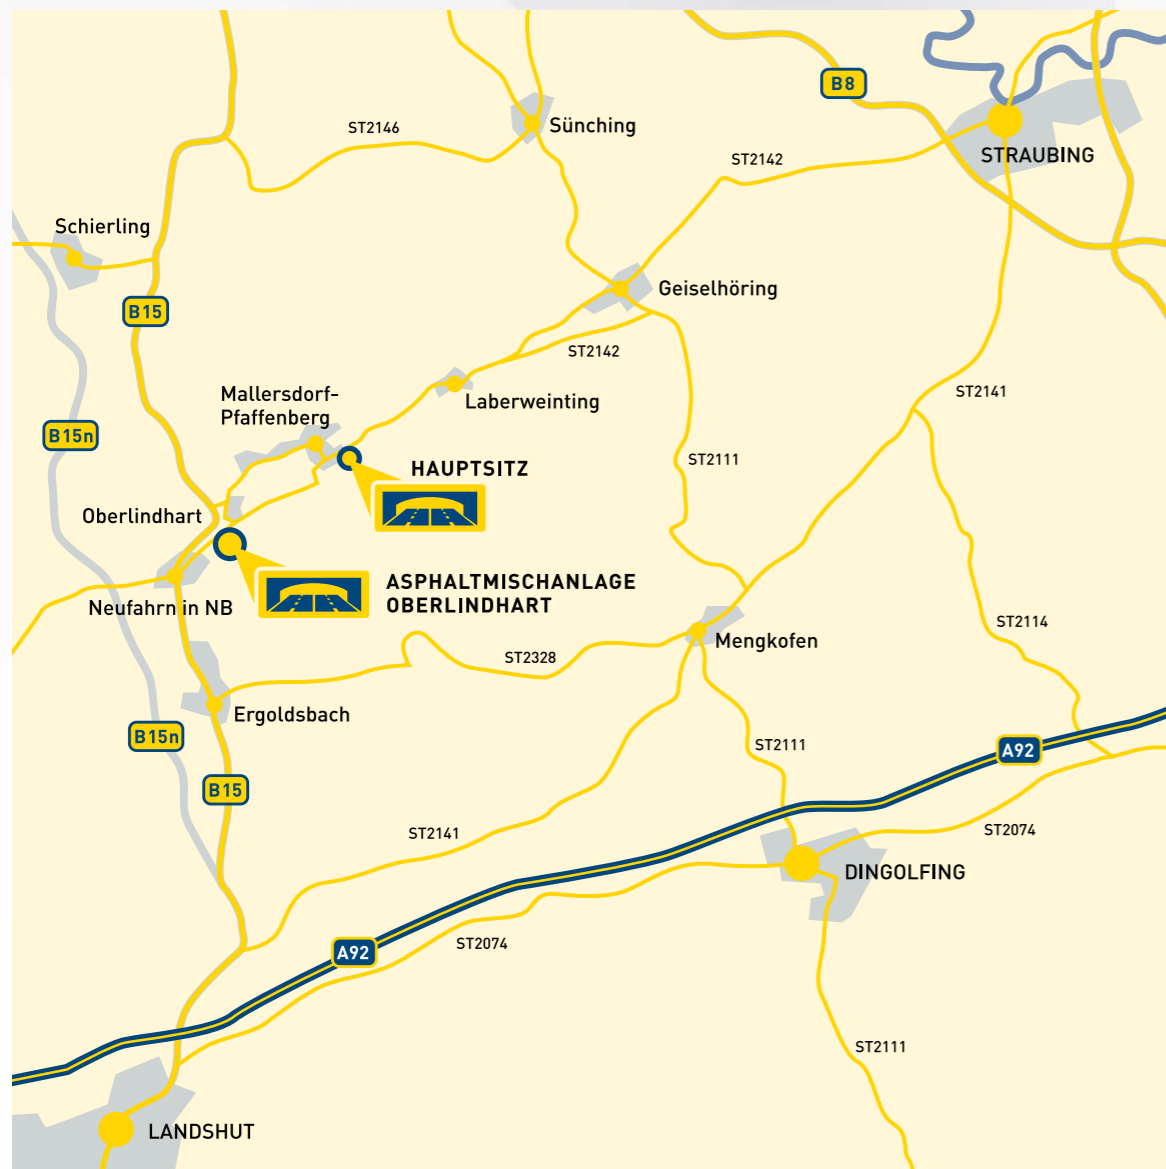 B8
ST2146
Sünching
ST2142
STRAUBING
Schierling
Geiselhöring
B15
ST2142
Mallersdorf-
Pfaffenberg
Laberweinting
ST2141
B15n
HAUPTSITZ
ST2111
Oberlindhart
ASPHALTMISCHANLAGE
OBERLINDHART
Neufahrn in NB
ST2114
Mengkofen
ST2328
Ergoldsbach
B15n
ST2111
A92
B15
ST2141
ST2074
DINGOLFING
A92
ST2074
ST2111
LANDSHUT